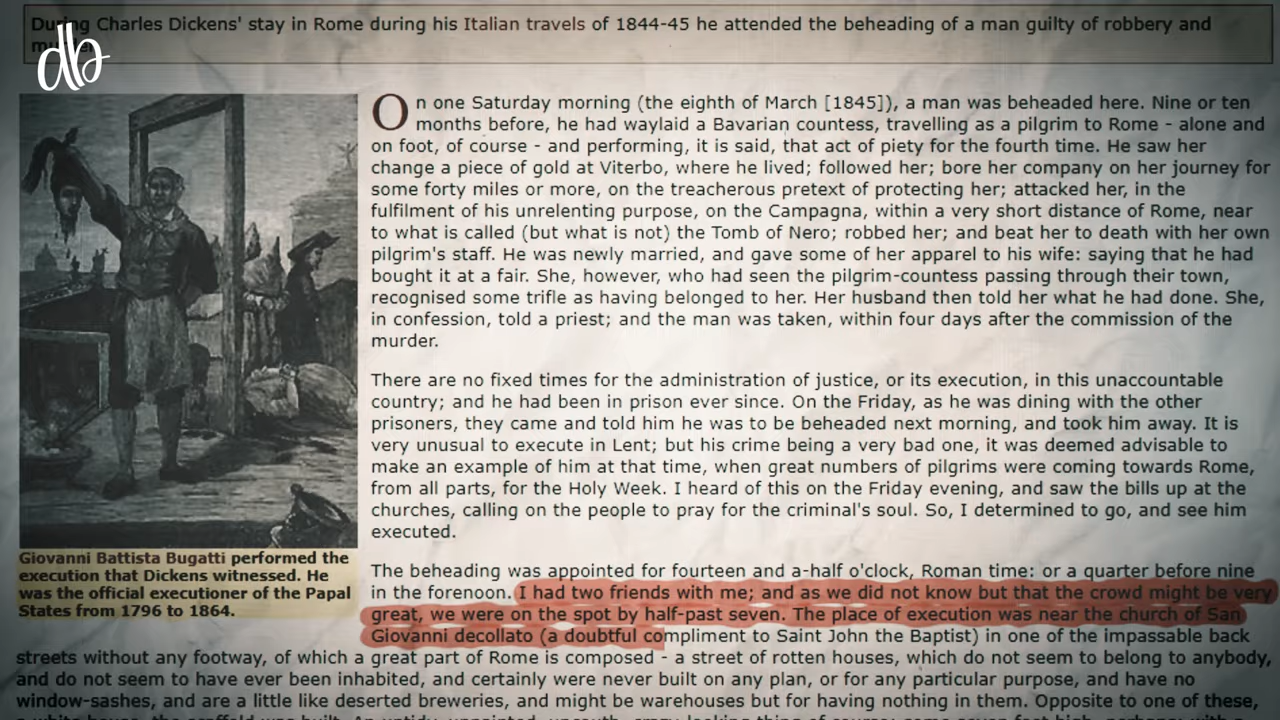 During Charles Dickens' stay in Rome during his Italian travels of 1844-45 he attended the beheading of a man guilty of robbery and
db
On one Saturday morning (the eighth of March [1845]), a man was beheaded here. Nine or ten
months before, he had waylaid a Bavarian countess, travelling as a pilgrim to Rome - alone and
on foot, of course - and performing, it is said, that act of piety for the fourth time. He saw her
change a piece of gold at Viterbo, where he lived; followed her; bore her company on her journey for
some forty miles or more, on the treacherous pretext of protecting her; attacked her, in the
fulfilment of his unrelenting purpose, on the Campagna, within a very short distance of Rome, near
to what is called (but what is not) the Tomb of Nero; robbed her; and beat her to death with her own
pilgrim's staff. He was newly married, and gave some of her apparel to his wife: saying that he had
bought it at a fair. She, however, who had seen the pilgrim-countess passing through their town,
recognised some trifle as having belonged to her. Her husband then told her what he had done. She,
in confession, told a priest; and the man was taken, within four days after the commission of the
murder.
There are no fixed times for the administration of justice, or its execution, in this unaccountable
country; and he had been in prison ever since. On the Friday, as he was dining with the other
prisoners, they came and told him he was to be beheaded next morning, and took him away. It is
very unusual to execute in Lent; but his crime being a very bad one, it was deemed advisable to
make an example of him at that time, when great numbers of pilgrims were coming towards Rome,
from all parts, for the Holy Week. I heard of this on the Friday evening, and saw the bills up at the
churches, calling on the people to pray for the criminal's soul. So, I determined to go, and see him
executed.
Giovanni Battista Bugatti performed the
execution that Dickens witnessed. He
was the official executioner of the Papal
States from 1796 to 1864.
The beheading was appointed for fourteen and a-half o'clock, Roman time: or a quarter before nine
in the forenoon. I had two friends with me; and as we did not know but that the crowd might be very
great, we were on the spot by half-past seven. The place of execution was near the church of San
Giovanni decollato (a doubtful compliment to Saint John the Baptist) in one of the impassable back
streets without any footway, of which a great part of Rome is composed - a street of rotten houses, which do not seem to belong to anybody,
and do not seem to have ever been inhabited, and certainly were never built on any plan, or for any particular purpose, and have no
window-sashes, and are a little like deserted breweries, and might be warehouses but for having nothing in them. Opposite to one of these,